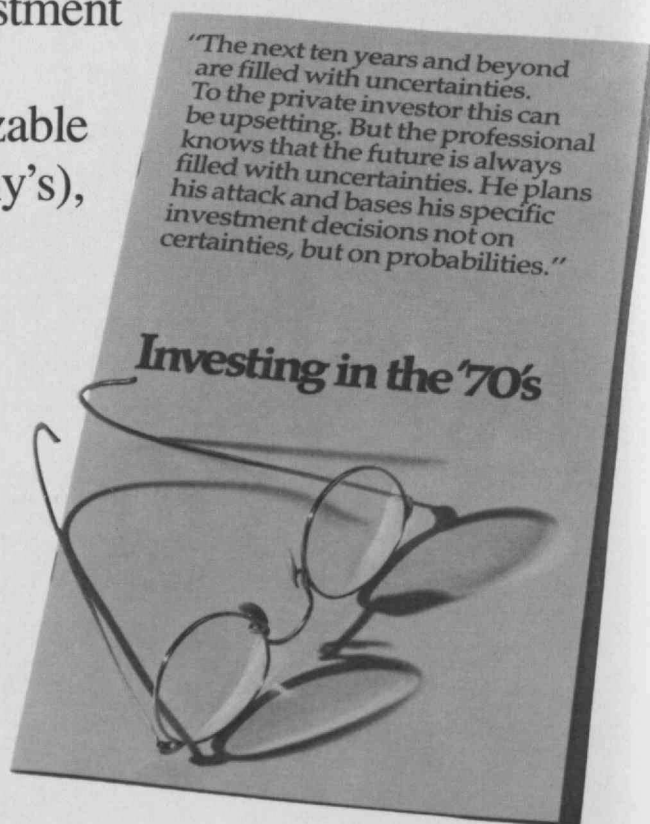 "The next ten years and beyond
are filled with uncertainties.
To the private investor this can
be upsetting. But the professional
knows that the future is always
filled with uncertainties. He plans
his attack and bases his specific
investment decisions not on
certainties, but on probabilities."
Investing in the '70's